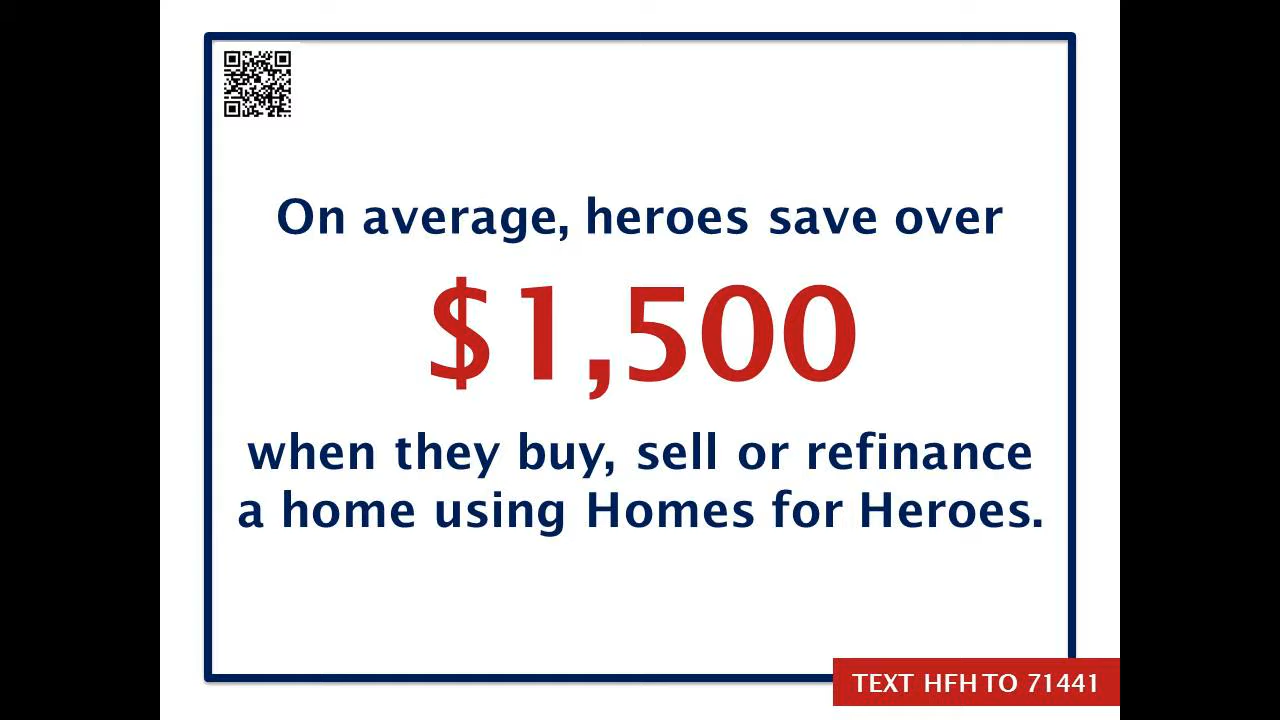 On average, heroes save over
$1,500
when they buy, sell or refinance
a home using Homes for Heroes.
TEXT HFH TO 71441